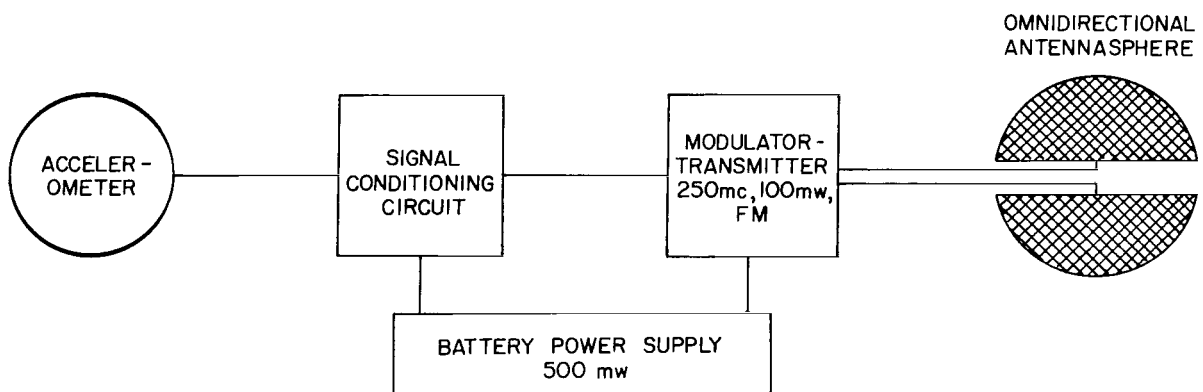 OMNIDIRECTIONAL
ANTENNASPHERE
ACCELER-
OMETER
SIGNAL
CONDITIONING
CIRCUIT
MODULATOR-
TRANSMITTER
250mc, 100mw,
FM
BATTERY POWER SUPPLY
500 mw